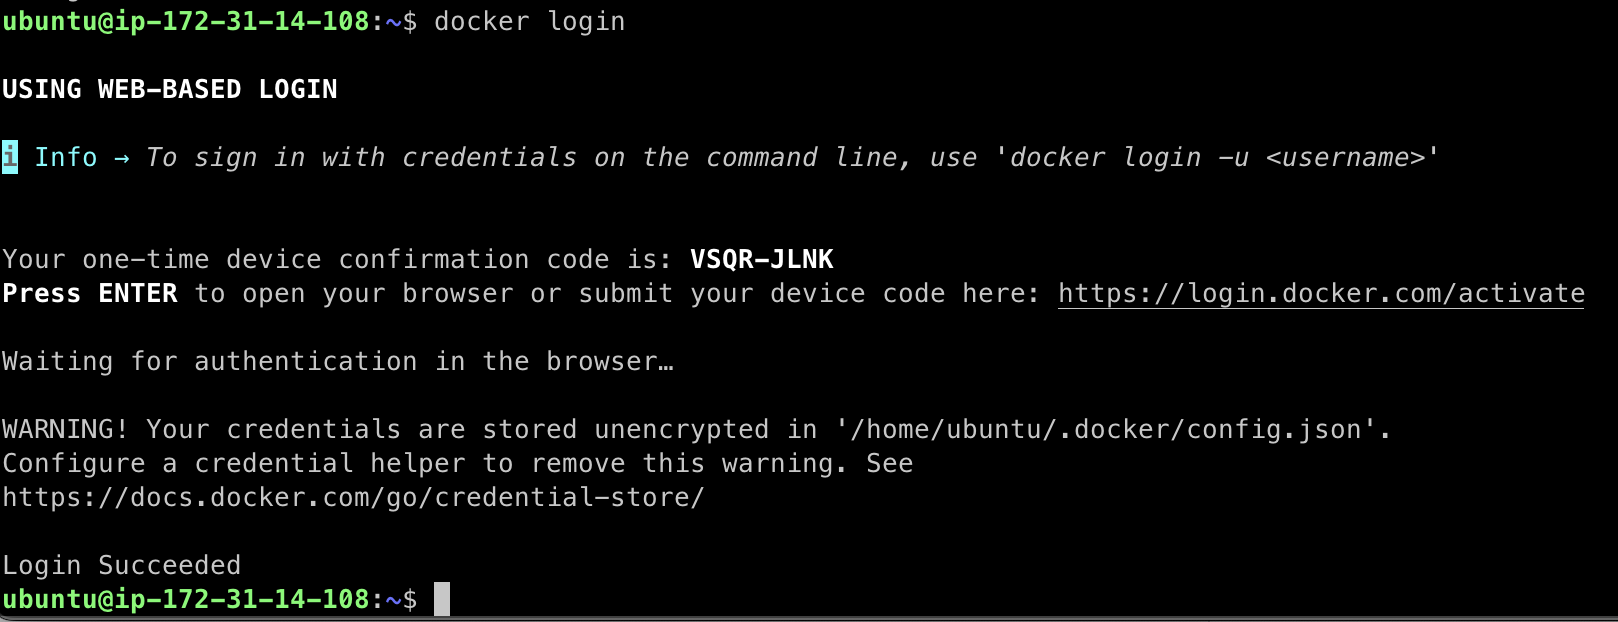 ubuntu@ip-172-31-14-108:~$ docker login
USING WEB-BASED LOGIN
i Info → To sign in with credentials on the command line, use 'docker login -u <username>'
Your one-time device confirmation code is: VSQR-JLNK
Press ENTER to open your browser or submit your device code here: https://login.docker.com/activate
Waiting for authentication in the browser…
WARNING! Your credentials are stored unencrypted in '/home/ubuntu/.docker/config.json'.
Configure a credential helper to remove this warning. See
https://docs.docker.com/go/credential-store/
Login Succeeded
ubuntu@ip-172-31-14-108:~$